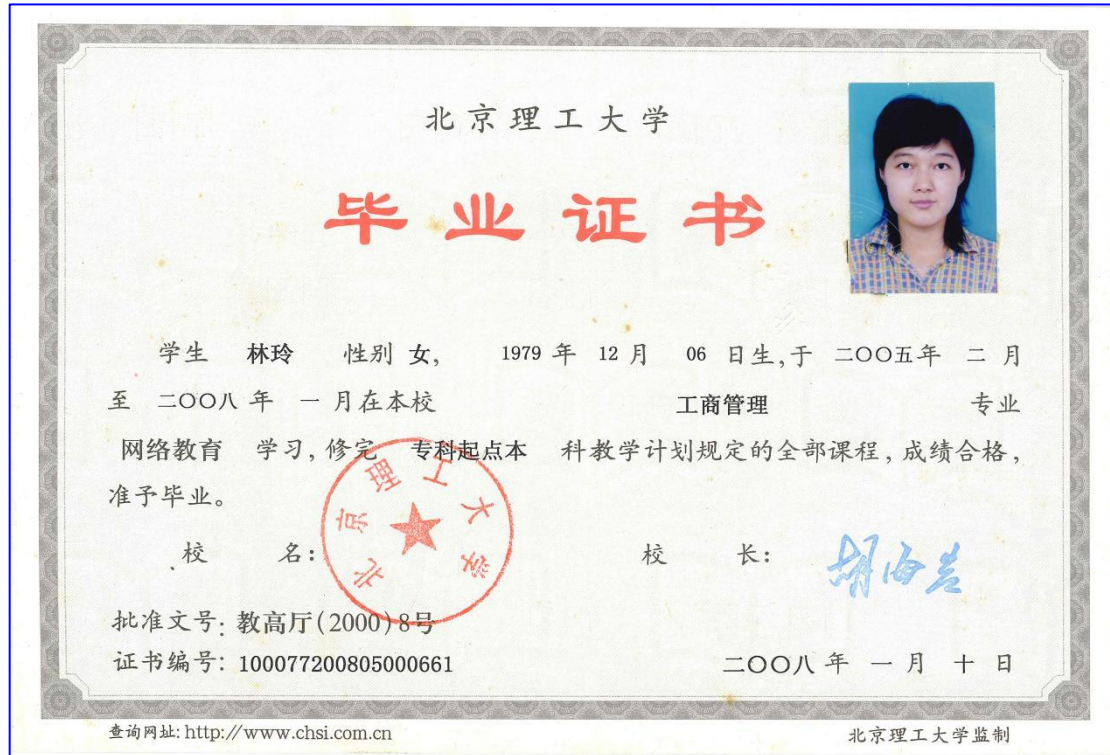 北京理工大学
毕业证书
学生 林玲 性别 女, 1979 年 12 月 06 日生,于 二〇〇五年 二 月
至 二〇〇八 年 一 月在本校 工商管理 专业
网络教育 学习,修完 专科起点本 科教学计划规定的全部课程,成绩合格,
准予毕业。
校 名: 北京理工大学 校 长: 胡海岩
批准文号: 教高厅(2000)8号
证书编号: 100077200805000661 二〇〇八 年 一 月 十 日
查询网址: http://www.chsi.com.cn 北京理工大学监制